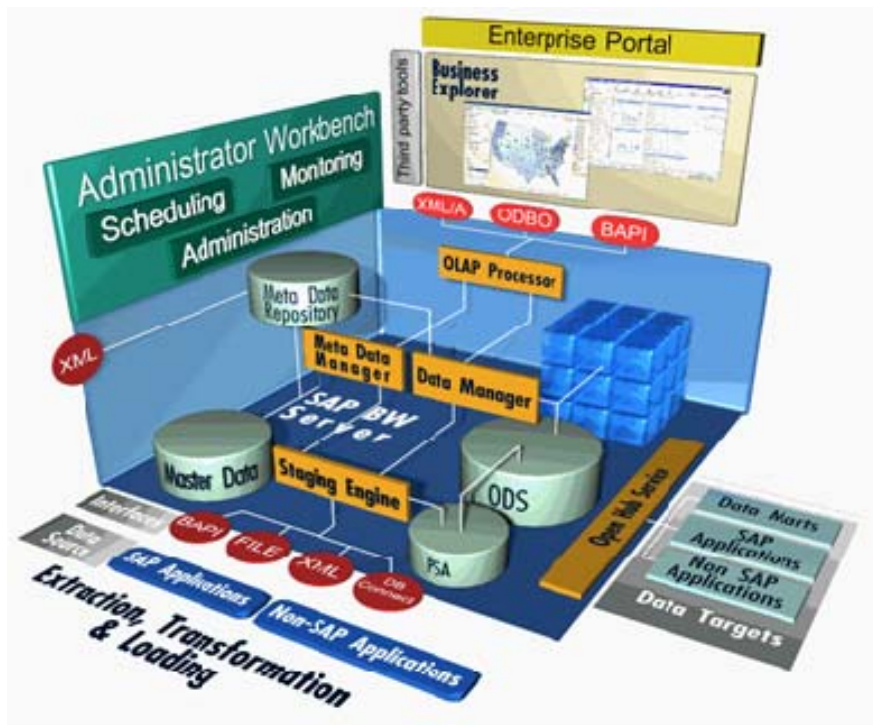 Enterprise Portal
Third party tools
Business
Explorer
Administrator Workbench
Scheduling
Monitoring
Administration
XML/A
ODBO
BAPI
OLAP Processor
Meta Data
Repository
XML
Meta Data
Manager
Data Manager
SAP BW
Server
Master Data
Staging Engine
ODS
PSA
Open Hub Service
Interfaces
Data
Source
BAPI
FILE
XML
DB
Connect
SAP Applications
Non-SAP Applications
Extraction, Transformation
& Loading
Data Marts
SAP
Applications
Non SAP
Applications
Data Targets